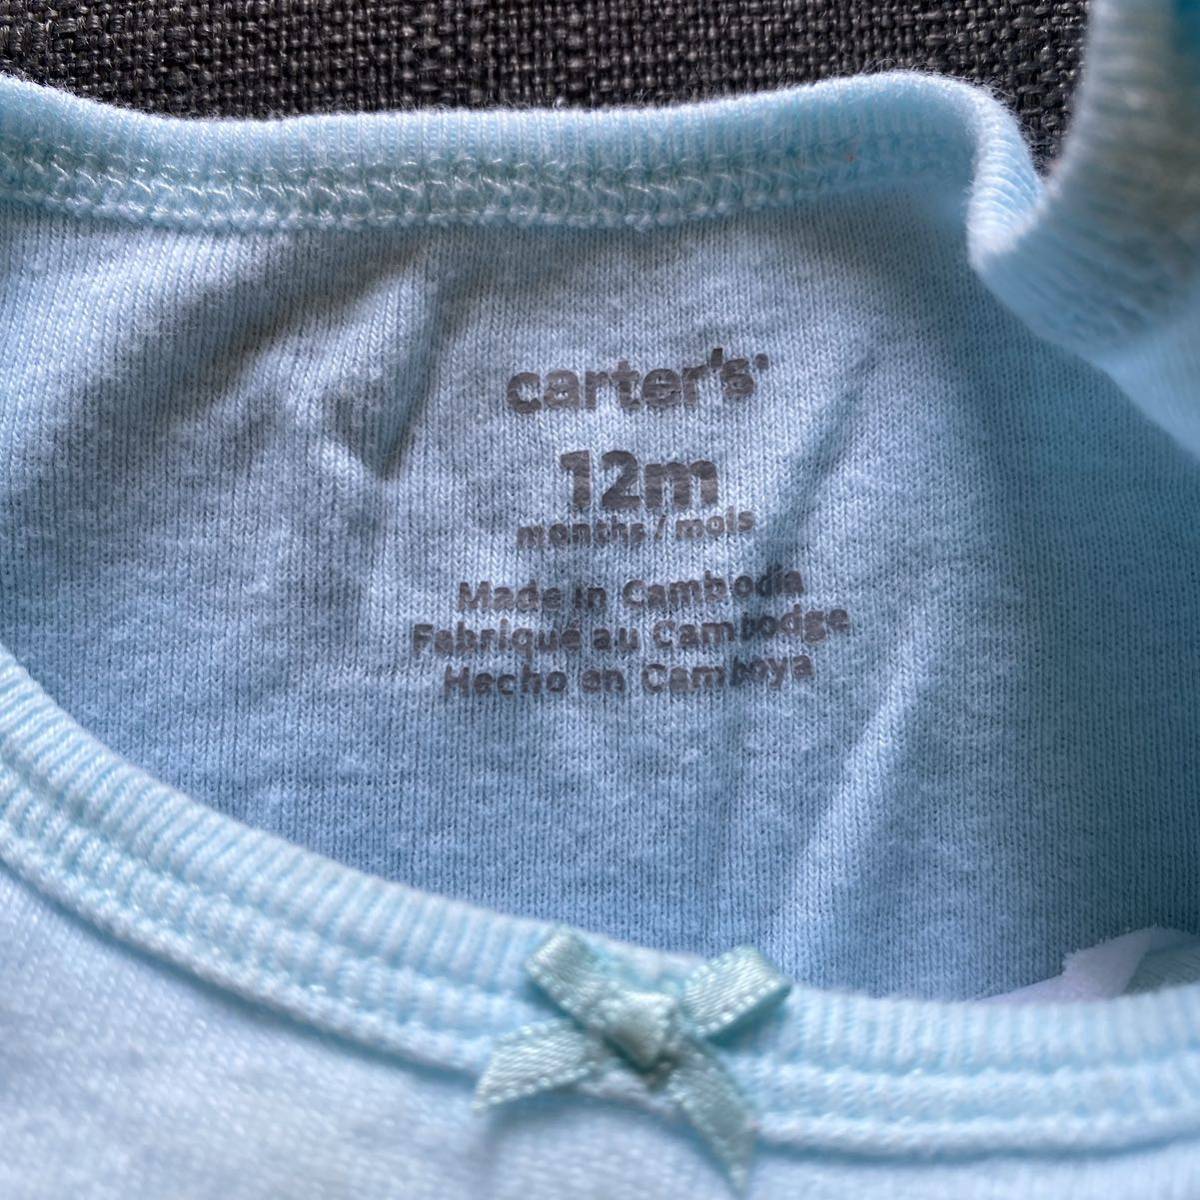 carter's
12m
months / mois
Made in Cambodia
Fabriqué au Cambodge
Hecho en Camboya